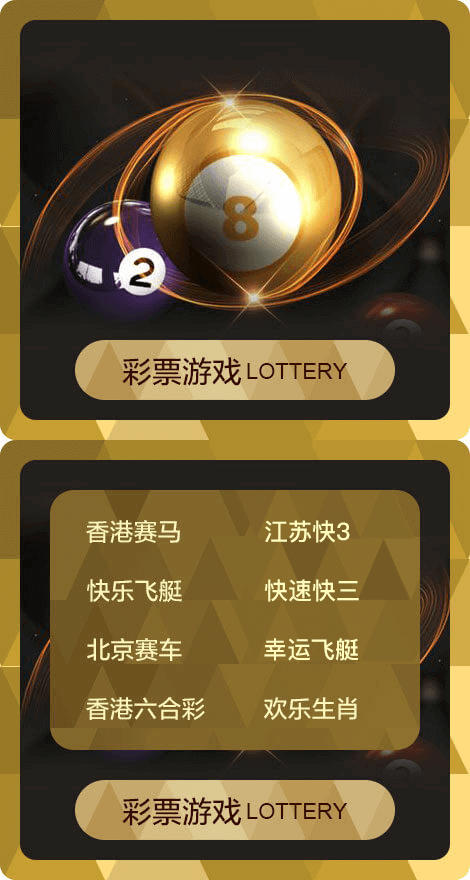 8
2
彩票游戏 LOTTERY
香港赛马 江苏快3
快乐飞艇 快速快三
北京赛车 幸运飞艇
香港六合彩 欢乐生肖
彩票游戏 LOTTERY